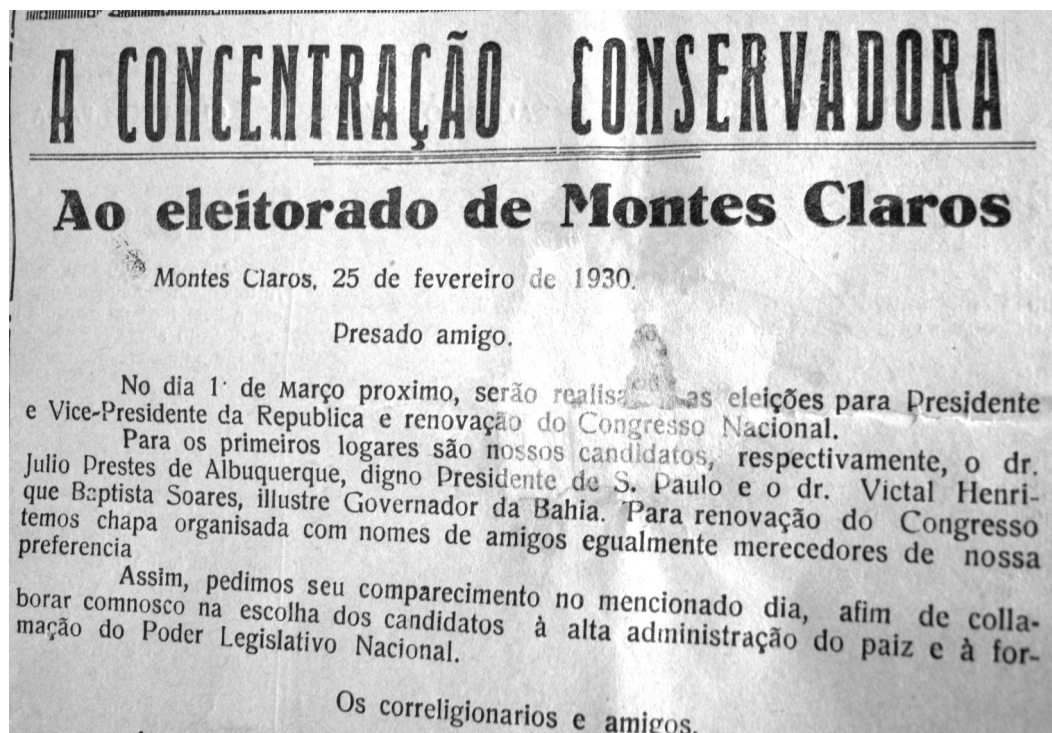 A CONCENTRAÇÃO CONSERVADORA
Ao eleitorado de Montes Claros
Montes Claros, 25 de fevereiro de 1930.
Presado amigo.
No dia 1· de Março proximo, serão as eleições para Presidente
e Vice-Presidente da Republica e renovação do Congresso Nacional.
Para os primeiros logares são nossos candidatos, respectivamente, o dr.
Julio Prestes de Albuquerque, digno Presidente de S. Paulo e o dr. Victal Henri-
que Baptista Soares, illustre Governador da Bahia. Para renovação do Congresso
temos chapa organisada com nomes de amigos egualmente merecedores de nossa
preferencia
Assim, pedimos seu comparecimento no mencionado dia, afim de colla-
borar comnosco na escolha dos candidatos à alta administração do paiz e à for-
mação do Poder Legislativo Nacional.
Os correligionarios e amigos.